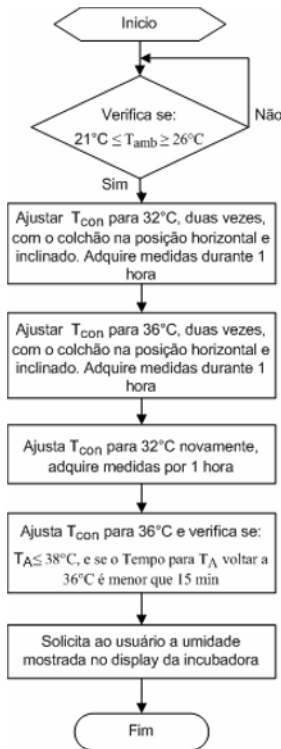 Início
Verifica se:
Não
21°C ≤ Tamb ≥ 26°C
Sim
Ajustar Tcon para 32°C, duas vezes,
com o colchão na posição horizontal e
inclinado. Adquire medidas durante 1
hora
Ajustar Tcon para 36°C, duas vezes,
com o colchão na posição horizontal e
inclinado. Adquire medidas durante 1
hora
Ajusta Tcon para 32°C novamente,
adquire medidas por 1 hora
Ajusta Tcon para 36°C e verifica se:
TA ≤ 38°C, e se o Tempo para TA voltar a
36°C é menor que 15 min
Solicita ao usuário a umidade
mostrada no display da incubadora
Fim